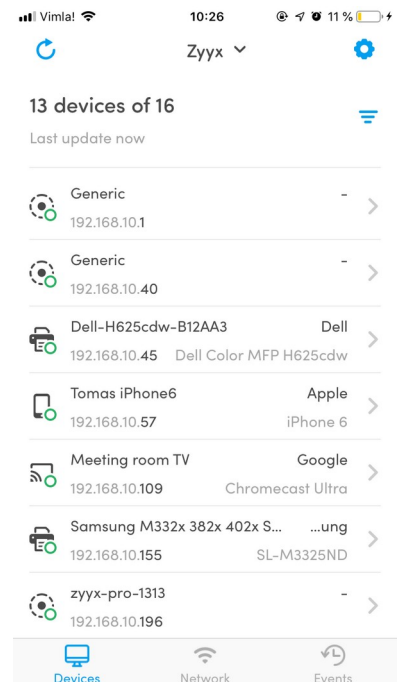 Vimla! 10:26 11 %
Zyyx
13 devices of 16
Last update now
Generic -
192.168.10.1
Generic -
192.168.10.40
Dell-H625cdw-B12AA3 Dell
192.168.10.45 Dell Color MFP H625cdw
Tomas iPhone6 Apple
192.168.10.57 iPhone 6
Meeting room TV Google
192.168.10.109 Chromecast Ultra
Samsung M332x 382x 402x S... ...ung
192.168.10.155 SL-M3325ND
zyyx-pro-1313 -
192.168.10.196
Devices Network Events